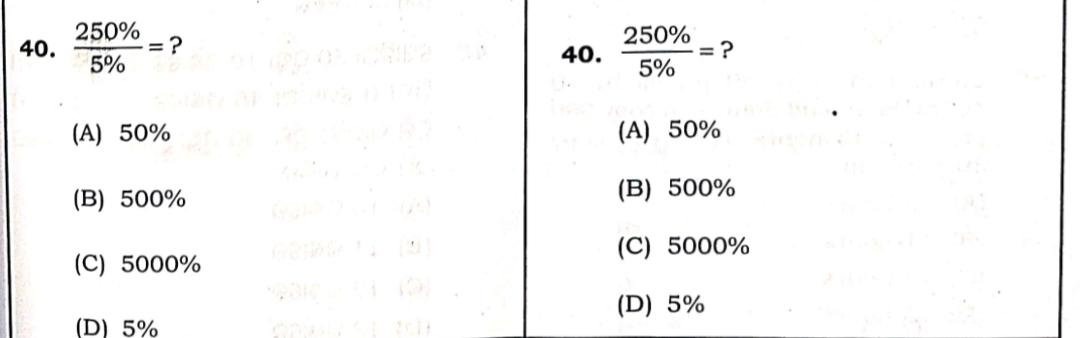 40. 250%/5% = ?
(A) 50%
(B) 500%
(C) 5000%
(D) 5%
40. 250%/5% = ?
(A) 50%
(B) 500%
(C) 5000%
(D) 5%